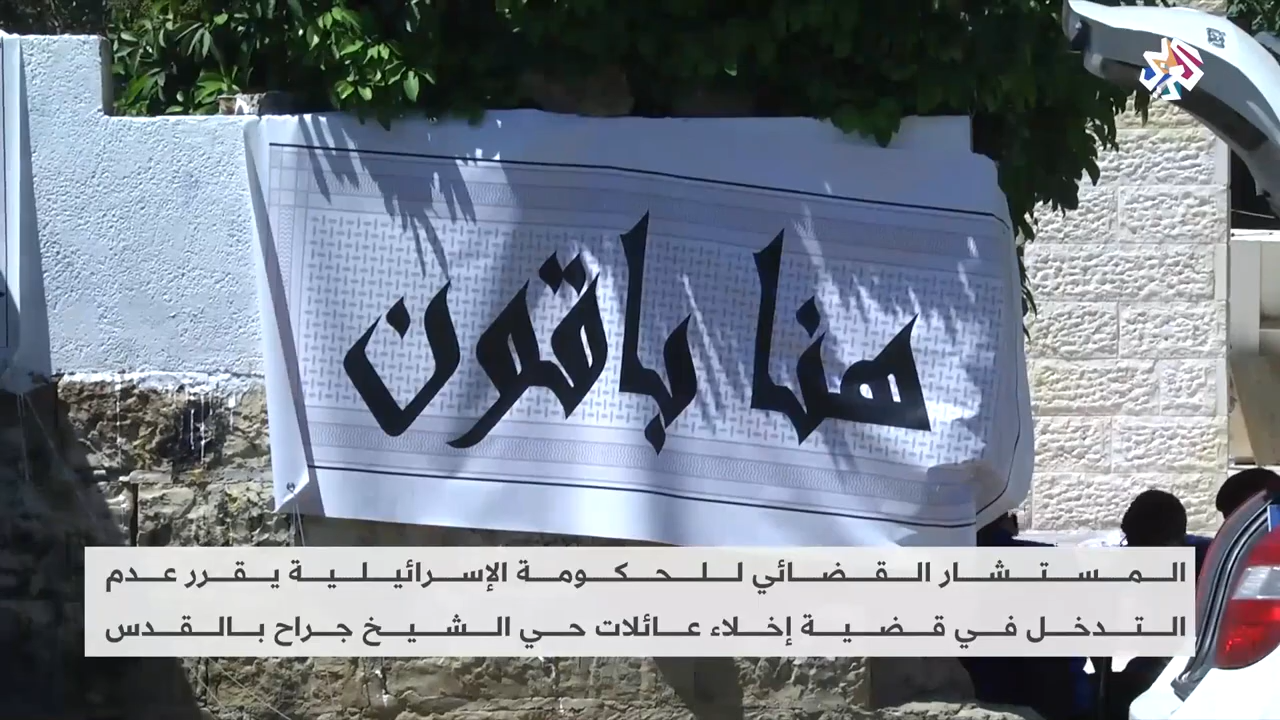 هنا باقون
المستشار القضائي للحكومة الإسرائيلية يقرر عدم
التدخل في قضية إخلاء عائلات حي الشيخ جراح بالقدس